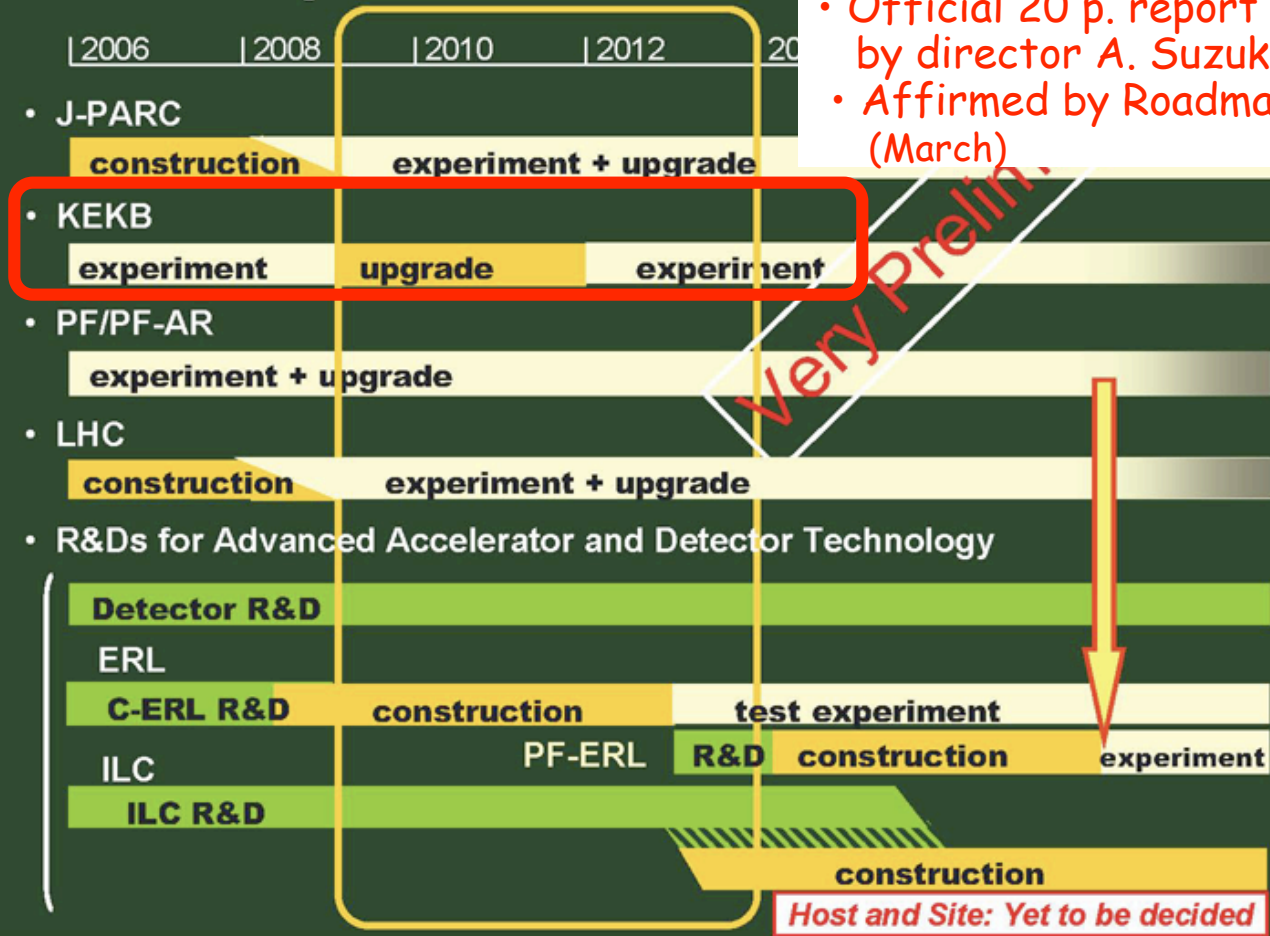 • Official 20 p. report
by director A. Suzuk
• Affirmed by Roadma
(March)
| 2006 | 2008 | 2010 | 2012 | 20
• J-PARC
construction experiment + upgrade
• KEKB
experiment upgrade experiment
Very Prelim
• PF/PF-AR
experiment + upgrade
• LHC
construction experiment + upgrade
• R&Ds for Advanced Accelerator and Detector Technology
Detector R&D
ERL
C-ERL R&D construction test experiment
PF-ERL R&D construction experiment
ILC
ILC R&D
construction
Host and Site: Yet to be decided